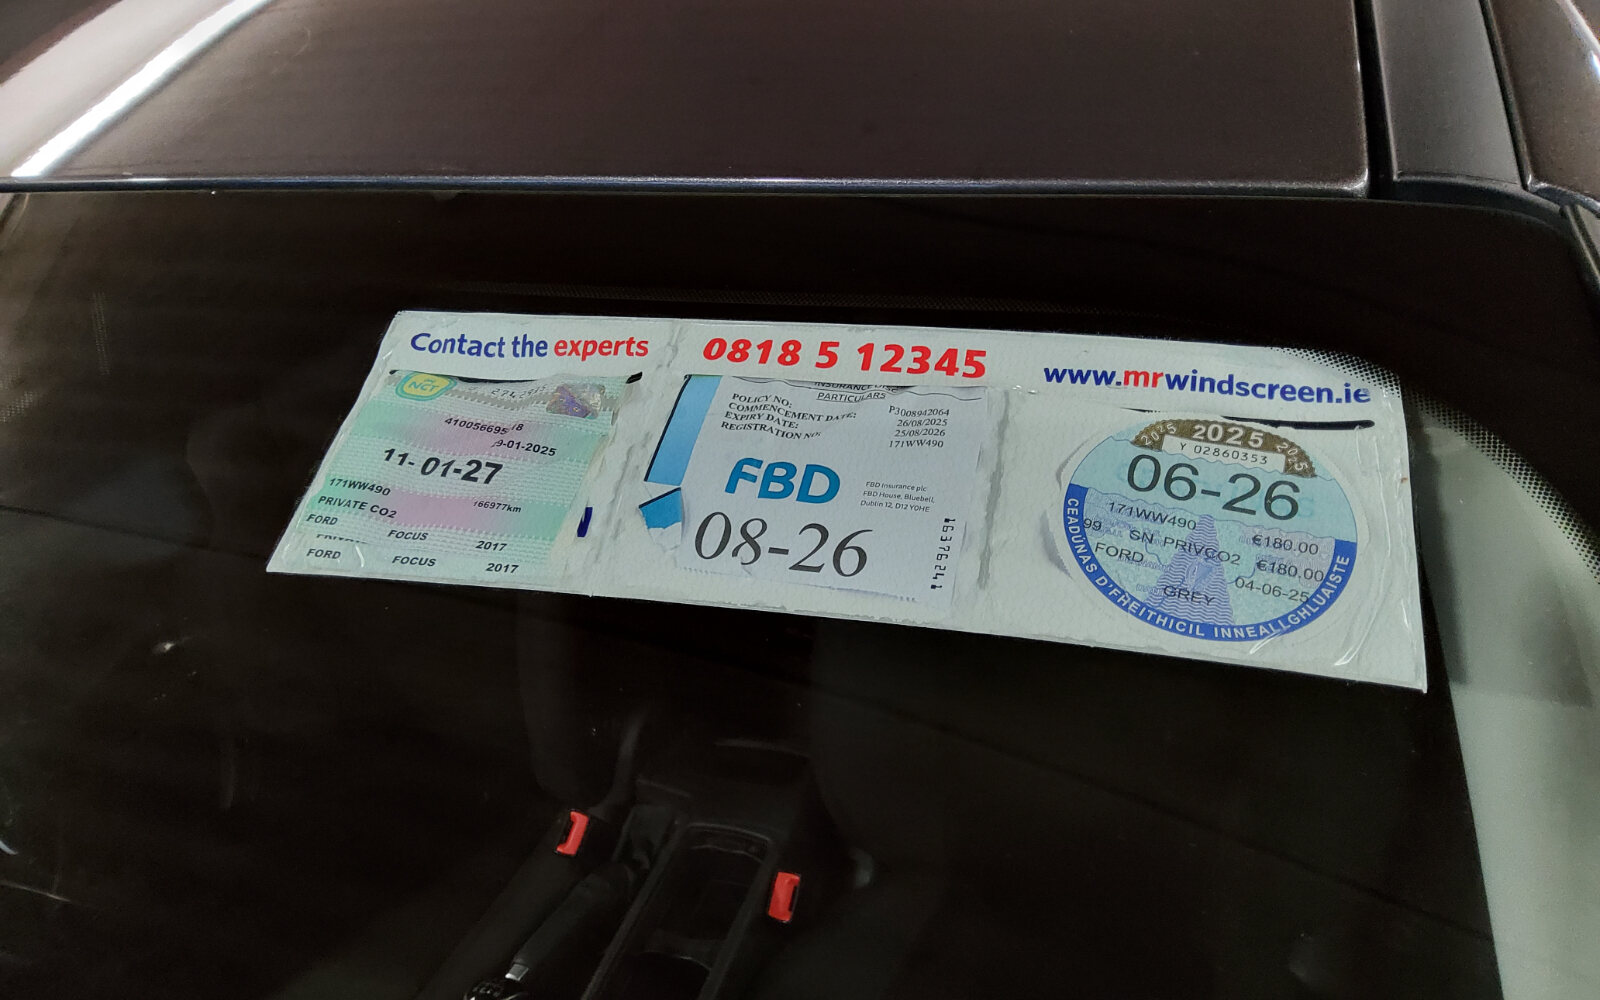 Contact the experts
0818 5 12345
www.mrwindscreen.ie
NCT
410056695
-01-2025
11-01-27
171WW490
166977km
PRIVATE CO2
FORD FOCUS 2017
FORD FOCUS 2017
PARTICULARS
POLICY NO: P3008942064
COMMENCEMENT DATE: 26/08/2025
EXPIRY DATE: 25/08/2026
REGISTRATION NO: 171WW490
FBD
FBD Insurance plc
FBD House, Bluebell,
Dublin 12, D12 Y0HE
08-26
16376241
2025 2025 2025
Y 02860353
06-26
171WW490
99 SN PRIVCO2 €180.00
FORD €180.00
04-06-25
GREY
CEADÚNAS D'FHEITHICIL INNEALLGHLUAISTE